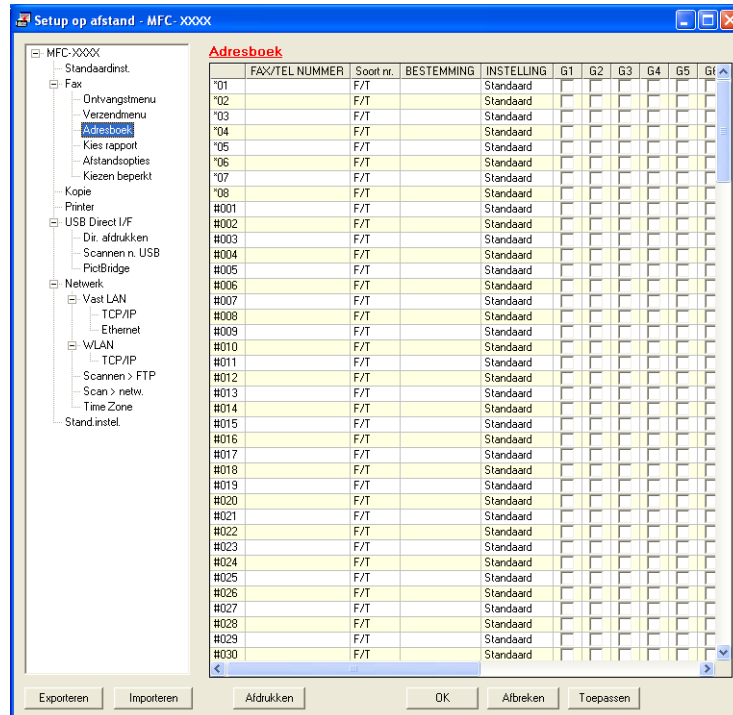 Setup op afstand - MFC- XXXX
MFC-XXXX
Standaardinst.
Fax
Ontvangstmenu
Verzendmenu
Adresboek
Kies rapport
Afstandsopties
Kiezen beperkt
Kopie
Printer
USB Direct I/F
Dir. afdrukken
Scannen n. USB
PictBridge
Netwerk
Vast LAN
TCP/IP
Ethernet
WLAN
TCP/IP
Scannen > FTP
Scan > netw.
Time Zone
Stand.instel.
Adresboek
FAX/TEL NUMMER Soort nr. BESTEMMING INSTELLING G1 G2 G3 G4 G5 G6
*01 F/T Standaard
*02 F/T Standaard
*03 F/T Standaard
*04 F/T Standaard
*05 F/T Standaard
*06 F/T Standaard
*07 F/T Standaard
*08 F/T Standaard
#001 F/T Standaard
#002 F/T Standaard
#003 F/T Standaard
#004 F/T Standaard
#005 F/T Standaard
#006 F/T Standaard
#007 F/T Standaard
#008 F/T Standaard
#009 F/T Standaard
#010 F/T Standaard
#011 F/T Standaard
#012 F/T Standaard
#013 F/T Standaard
#014 F/T Standaard
#015 F/T Standaard
#016 F/T Standaard
#017 F/T Standaard
#018 F/T Standaard
#019 F/T Standaard
#020 F/T Standaard
#021 F/T Standaard
#022 F/T Standaard
#023 F/T Standaard
#024 F/T Standaard
#025 F/T Standaard
#026 F/T Standaard
#027 F/T Standaard
#028 F/T Standaard
#029 F/T Standaard
#030 F/T Standaard
Exporteren Importeren Afdrukken OK Afbreken Toepassen